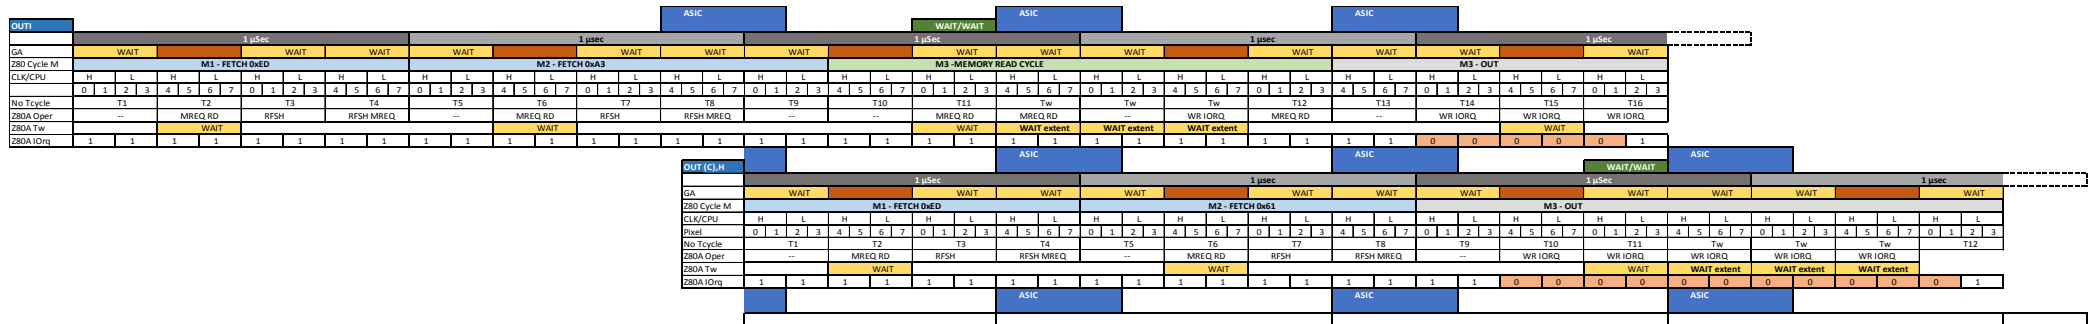 ASIC ASIC ASIC
OUTI WAIT/WAIT
1 µSec 1 µsec 1 µSec 1 µsec 1 µSec
GA WAIT WAIT WAIT WAIT WAIT WAIT WAIT WAIT WAIT WAIT WAIT WAIT WAIT WAIT
Z80 Cycle M M1 - FETCH 0xED M2 - FETCH 0xA3 M3 -MEMORY READ CYCLE M3 - OUT
CLK/CPU H L H L H L H L H L H L H L H L H L H L H L H L H L H L H L H L H L H L H L
0 1 2 3 4 5 6 7 0 1 2 3 4 5 6 7 0 1 2 3 4 5 6 7 0 1 2 3 4 5 6 7 0 1 2 3 4 5 6 7 0 1 2 3 4 5 6 7 0 1 2 3 4 5 6 7 0 1 2 3 4 5 6 7 0 1 2 3 4 5 6 7 0 1 2 3
No Tcycle T1 T2 T3 T4 T5 T6 T7 T8 T9 T10 T11 Tw Tw Tw T12 T13 T14 T15 T16
Z80A Oper -- MREQ RD RFSH RFSH MREQ -- MREQ RD RFSH RFSH MREQ -- -- MREQ RD MREQ RD -- WR IORQ MREQ RD -- WR IORQ WR IORQ WR IORQ
Z80A Tw WAIT WAIT WAIT WAIT extent WAIT extent WAIT extent WAIT
Z80A IOrq 1 1 1 1 1 1 1 1 1 1 1 1 1 1 1 1 1 1 1 1 1 1 1 1 1 1 1 1 1 1 1 1 0 0 0 0 0 1
ASIC ASIC ASIC
OUT (C),H WAIT/WAIT
1 µSec 1 µsec 1 µSec 1 µsec
GA WAIT WAIT WAIT WAIT WAIT WAIT WAIT WAIT WAIT WAIT WAIT
Z80 Cycle M M1 - FETCH 0xED M2 - FETCH 0x61 M3 - OUT
CLK/CPU H L H L H L H L H L H L H L H L H L H L H L H L H L H L H L
Pixel 0 1 2 3 4 5 6 7 0 1 2 3 4 5 6 7 0 1 2 3 4 5 6 7 0 1 2 3 4 5 6 7 0 1 2 3 4 5 6 7 0 1 2 3 4 5 6 7 0 1 2 3 4 5 6 7 0 1 2 3
No Tcycle T1 T2 T3 T4 T5 T6 T7 T8 T9 T10 T11 Tw Tw Tw T12
Z80A Oper -- MREQ RD RFSH RFSH MREQ -- MREQ RD RFSH RFSH MREQ -- WR IORQ WR IORQ WR IORQ WR IORQ WR IORQ
Z80A Tw WAIT WAIT WAIT WAIT extent WAIT extent WAIT extent
Z80A IOrq 1 1 1 1 1 1 1 1 1 1 1 1 1 1 1 1 1 1 0 0 0 0 0 0 0 0 0 0 0 1
ASIC ASIC ASIC